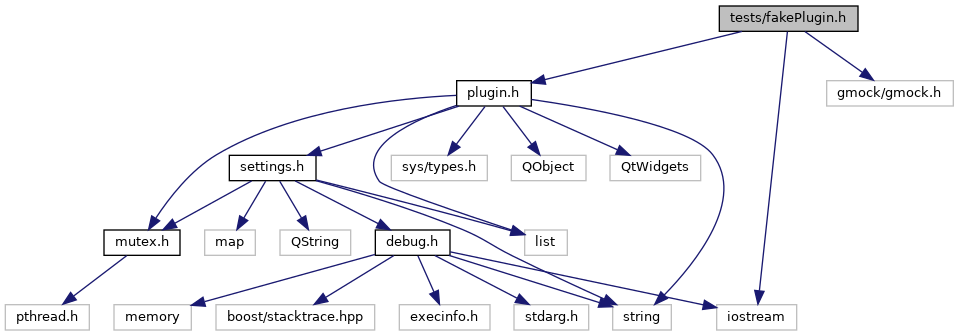 tests/fakePlugin.h
plugin.h
gmock/gmock.h
settings.h
sys/types.h
QObject
QtWidgets
mutex.h
map
QString
debug.h
list
pthread.h
memory
boost/stacktrace.hpp
execinfo.h
stdarg.h
string
iostream